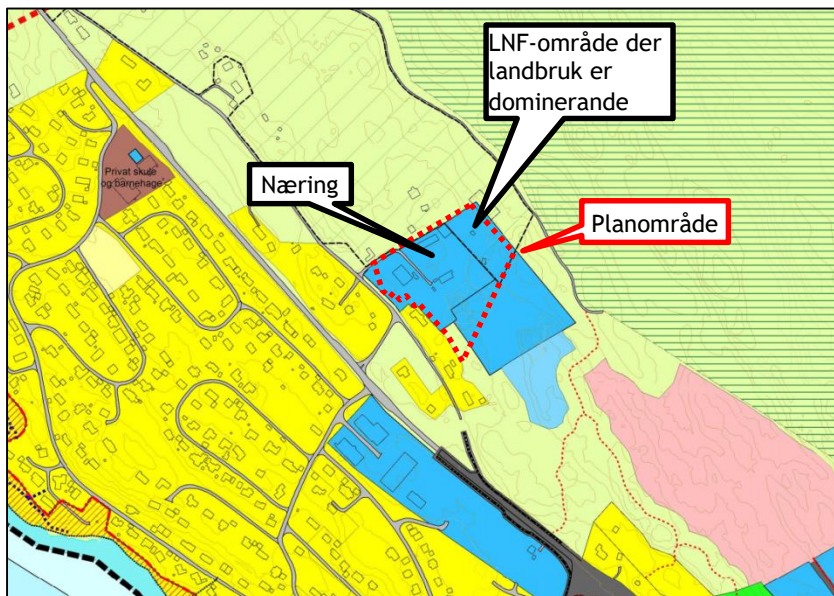 LNF-område der
landbruk er
dominerande
Privat skule
og barnehage
Næring
Planområde